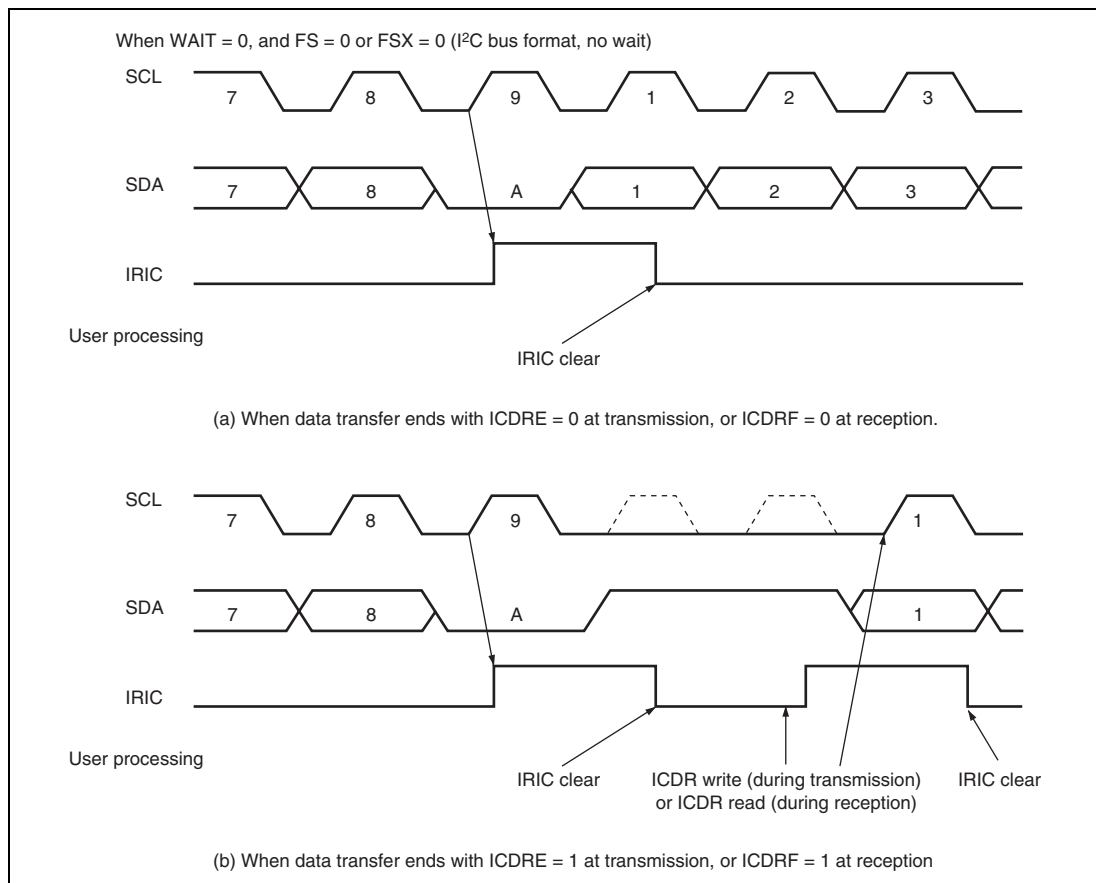 When WAIT = 0, and FS = 0 or FSX = 0 (I²C bus format, no wait)
SCL
7 8 9 1 2 3
SDA
7 8 A 1 2 3
IRIC
User processing
IRIC clear
(a) When data transfer ends with ICDRE = 0 at transmission, or ICDRF = 0 at reception.
SCL
7 8 9 1
SDA
7 8 A 1
IRIC
User processing
IRIC clear
ICDR write (during transmission)
or ICDR read (during reception)
IRIC clear
(b) When data transfer ends with ICDRE = 1 at transmission, or ICDRF = 1 at reception